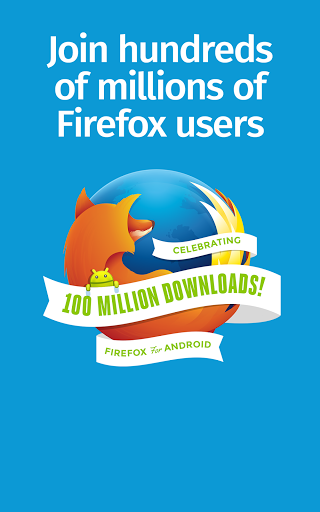 Join hundreds
of millions of
Firefox users
CELEBRATING
100 MILLION DOWNLOADS!
FIREFOX for ANDROID